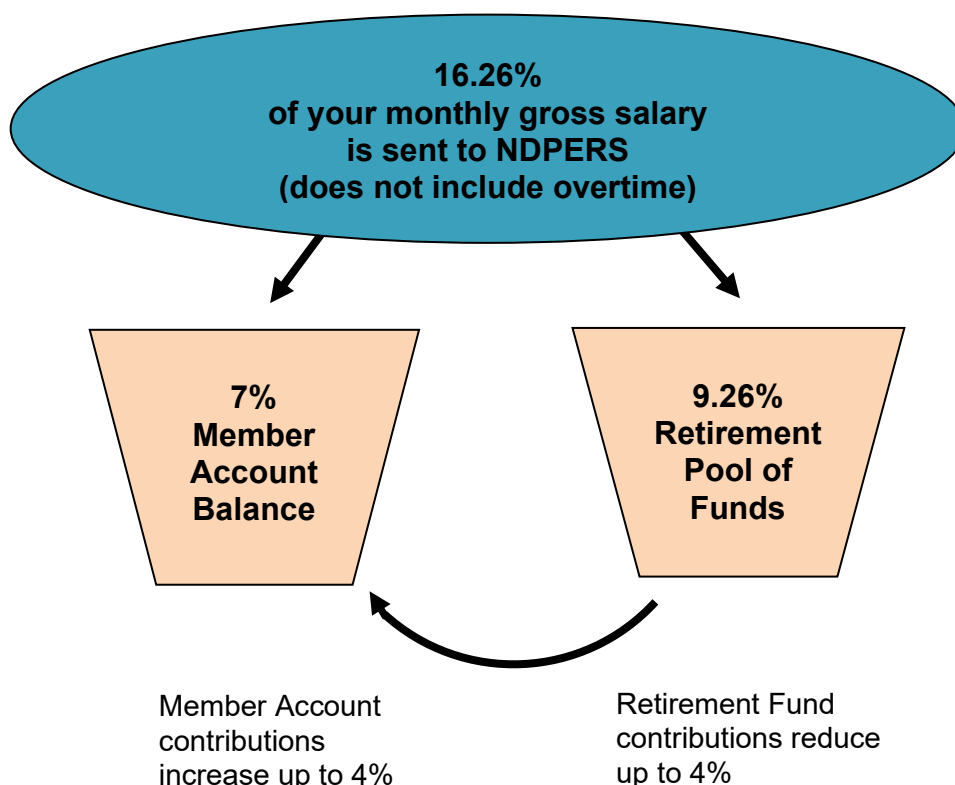 16.26%
of your monthly gross salary
is sent to NDPERS
(does not include overtime)
7%
Member
Account
Balance
9.26%
Retirement
Pool of
Funds
Member Account
contributions
increase up to 4%
Retirement Fund
contributions reduce
up to 4%